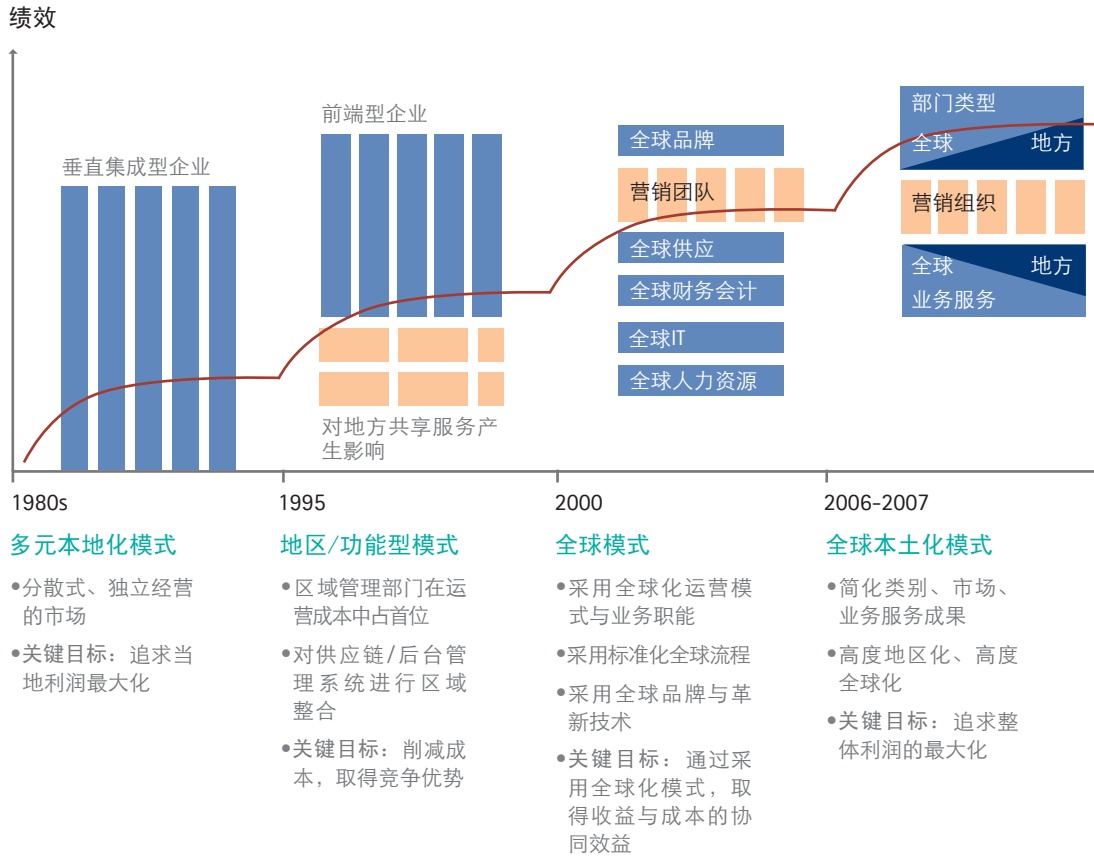 绩效
垂直集成型企业
前端型企业
对地方共享服务产
生影响
全球品牌
营销团队
全球供应
全球财务会计
全球IT
全球人力资源
部门类型
全球 地方
营销组织
全球 地方
业务服务
1980s
多元本地化模式
•分散式、独立经营
的市场
•关键目标：追求当
地利润最大化
1995
地区/功能型模式
•区域管理部门在运
营成本中占首位
•对供应链/后台管
理系统进行区域
整合
•关键目标：削减成
本，取得竞争优势
2000
全球模式
•采用全球化运营模
式与业务职能
•采用标准化全球流程
•采用全球品牌与革
新技术
•关键目标：通过采
用全球化模式，取
得收益与成本的协
同效益
2006-2007
全球本土化模式
•简化类别、市场、
业务服务成果
•高度地区化、高度
全球化
•关键目标：追求整
体利润的最大化